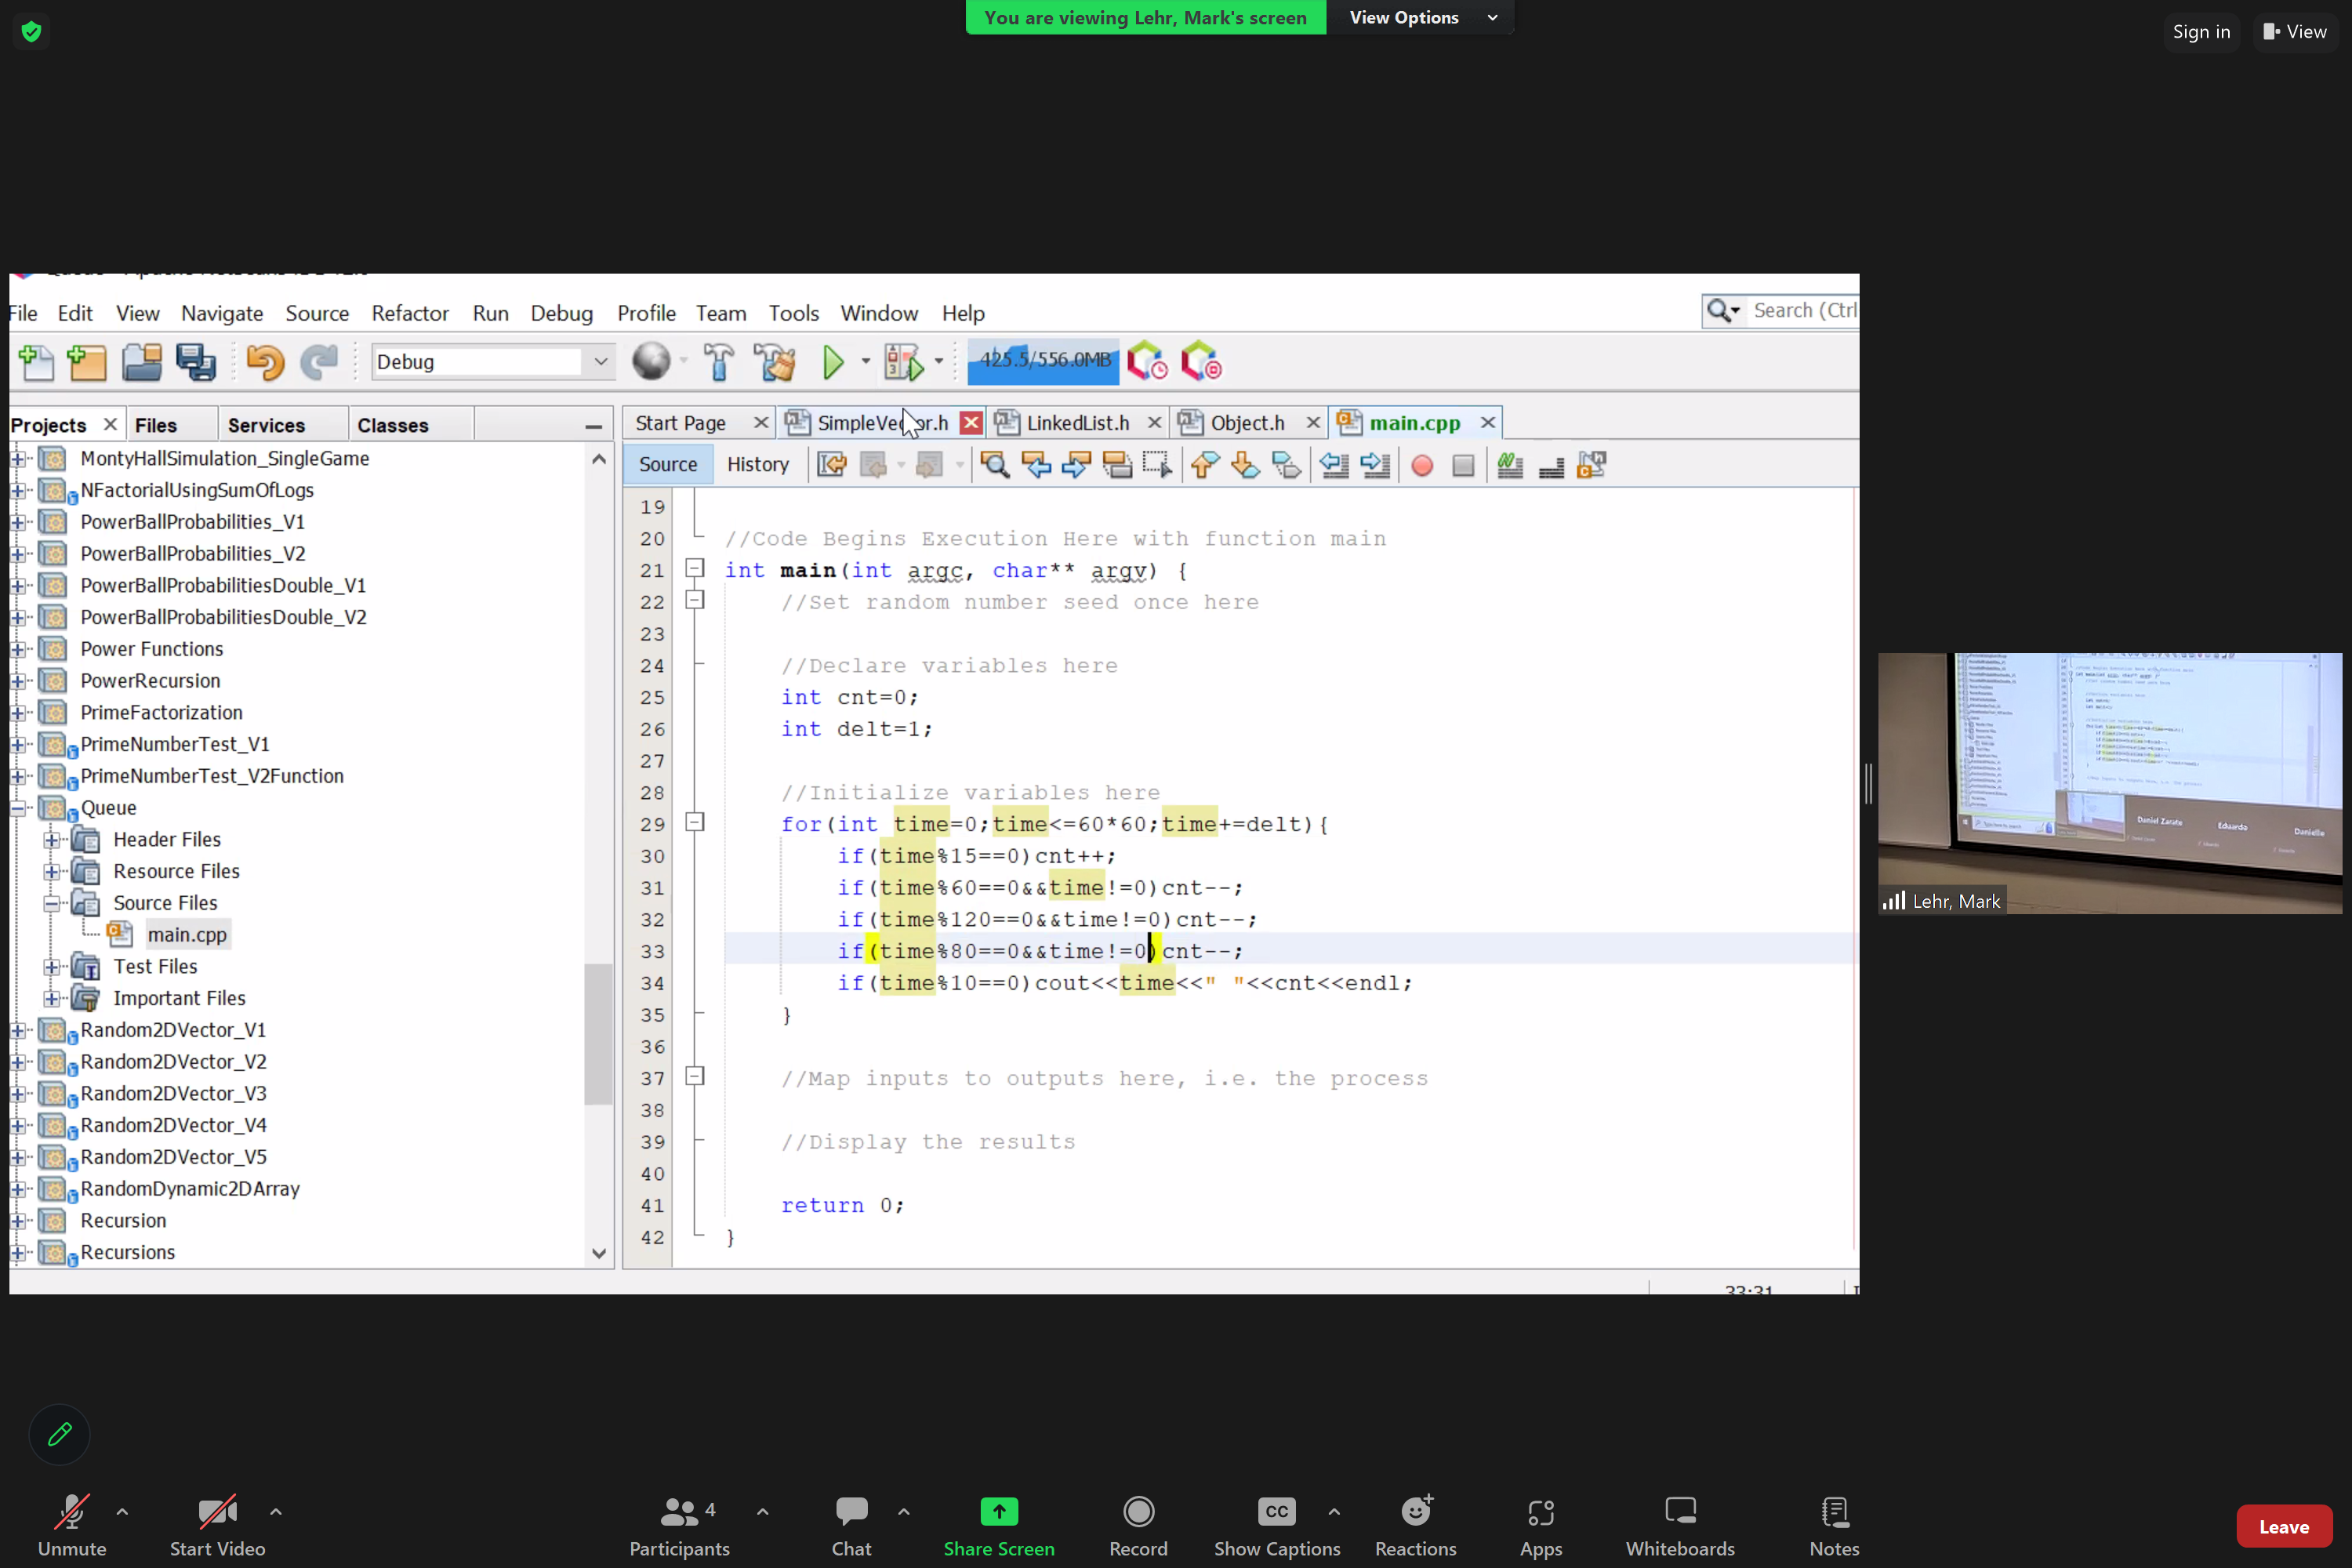 You are viewing Lehr, Mark's screen
View Options
Sign in
View
File Edit View Navigate Source Refactor Run Debug Profile Team Tools Window Help
Search (Ctrl
Debug
425.5/556.0MB
Projects
Files
Services
Classes
Start Page
SimpleVector.h
LinkedList.h
Object.h
main.cpp
Source
History
MontyHallSimulation_SingleGame
NFactorialUsingSumOfLogs
PowerBallProbabilities_V1
PowerBallProbabilities_V2
PowerBallProbabilitiesDouble_V1
PowerBallProbabilitiesDouble_V2
Power Functions
PowerRecursion
PrimeFactorization
PrimeNumberTest_V1
PrimeNumberTest_V2Function
Queue
Header Files
Resource Files
Source Files
main.cpp
Test Files
Important Files
Random2DVector_V1
Random2DVector_V2
Random2DVector_V3
Random2DVector_V4
Random2DVector_V5
RandomDynamic2DArray
Recursion
Recursions
19
20 //Code Begins Execution Here with function main
21 int main(int argc, char** argv) {
22 //Set random number seed once here
23
24 //Declare variables here
25 int cnt=0;
26 int delt=1;
27
28 //Initialize variables here
29 for(int time=0;time<=60*60;time+=delt){
30 if(time%15==0)cnt++;
31 if(time%60==0&&time!=0)cnt--;
32 if(time%120==0&&time!=0)cnt--;
33 if(time%80==0&&time!=0)cnt--;
34 if(time%10==0)cout<<time<<" "<<cnt<<endl;
35 }
36
37 //Map inputs to outputs here, i.e. the process
38
39 //Display the results
40
41 return 0;
42 }
33:31
Daniel Zarate
Eduardo
Danielle
Lehr, Mark
Unmute
Start Video
4
Participants
Chat
Share Screen
Record
CC
Show Captions
Reactions
Apps
Whiteboards
Notes
Leave